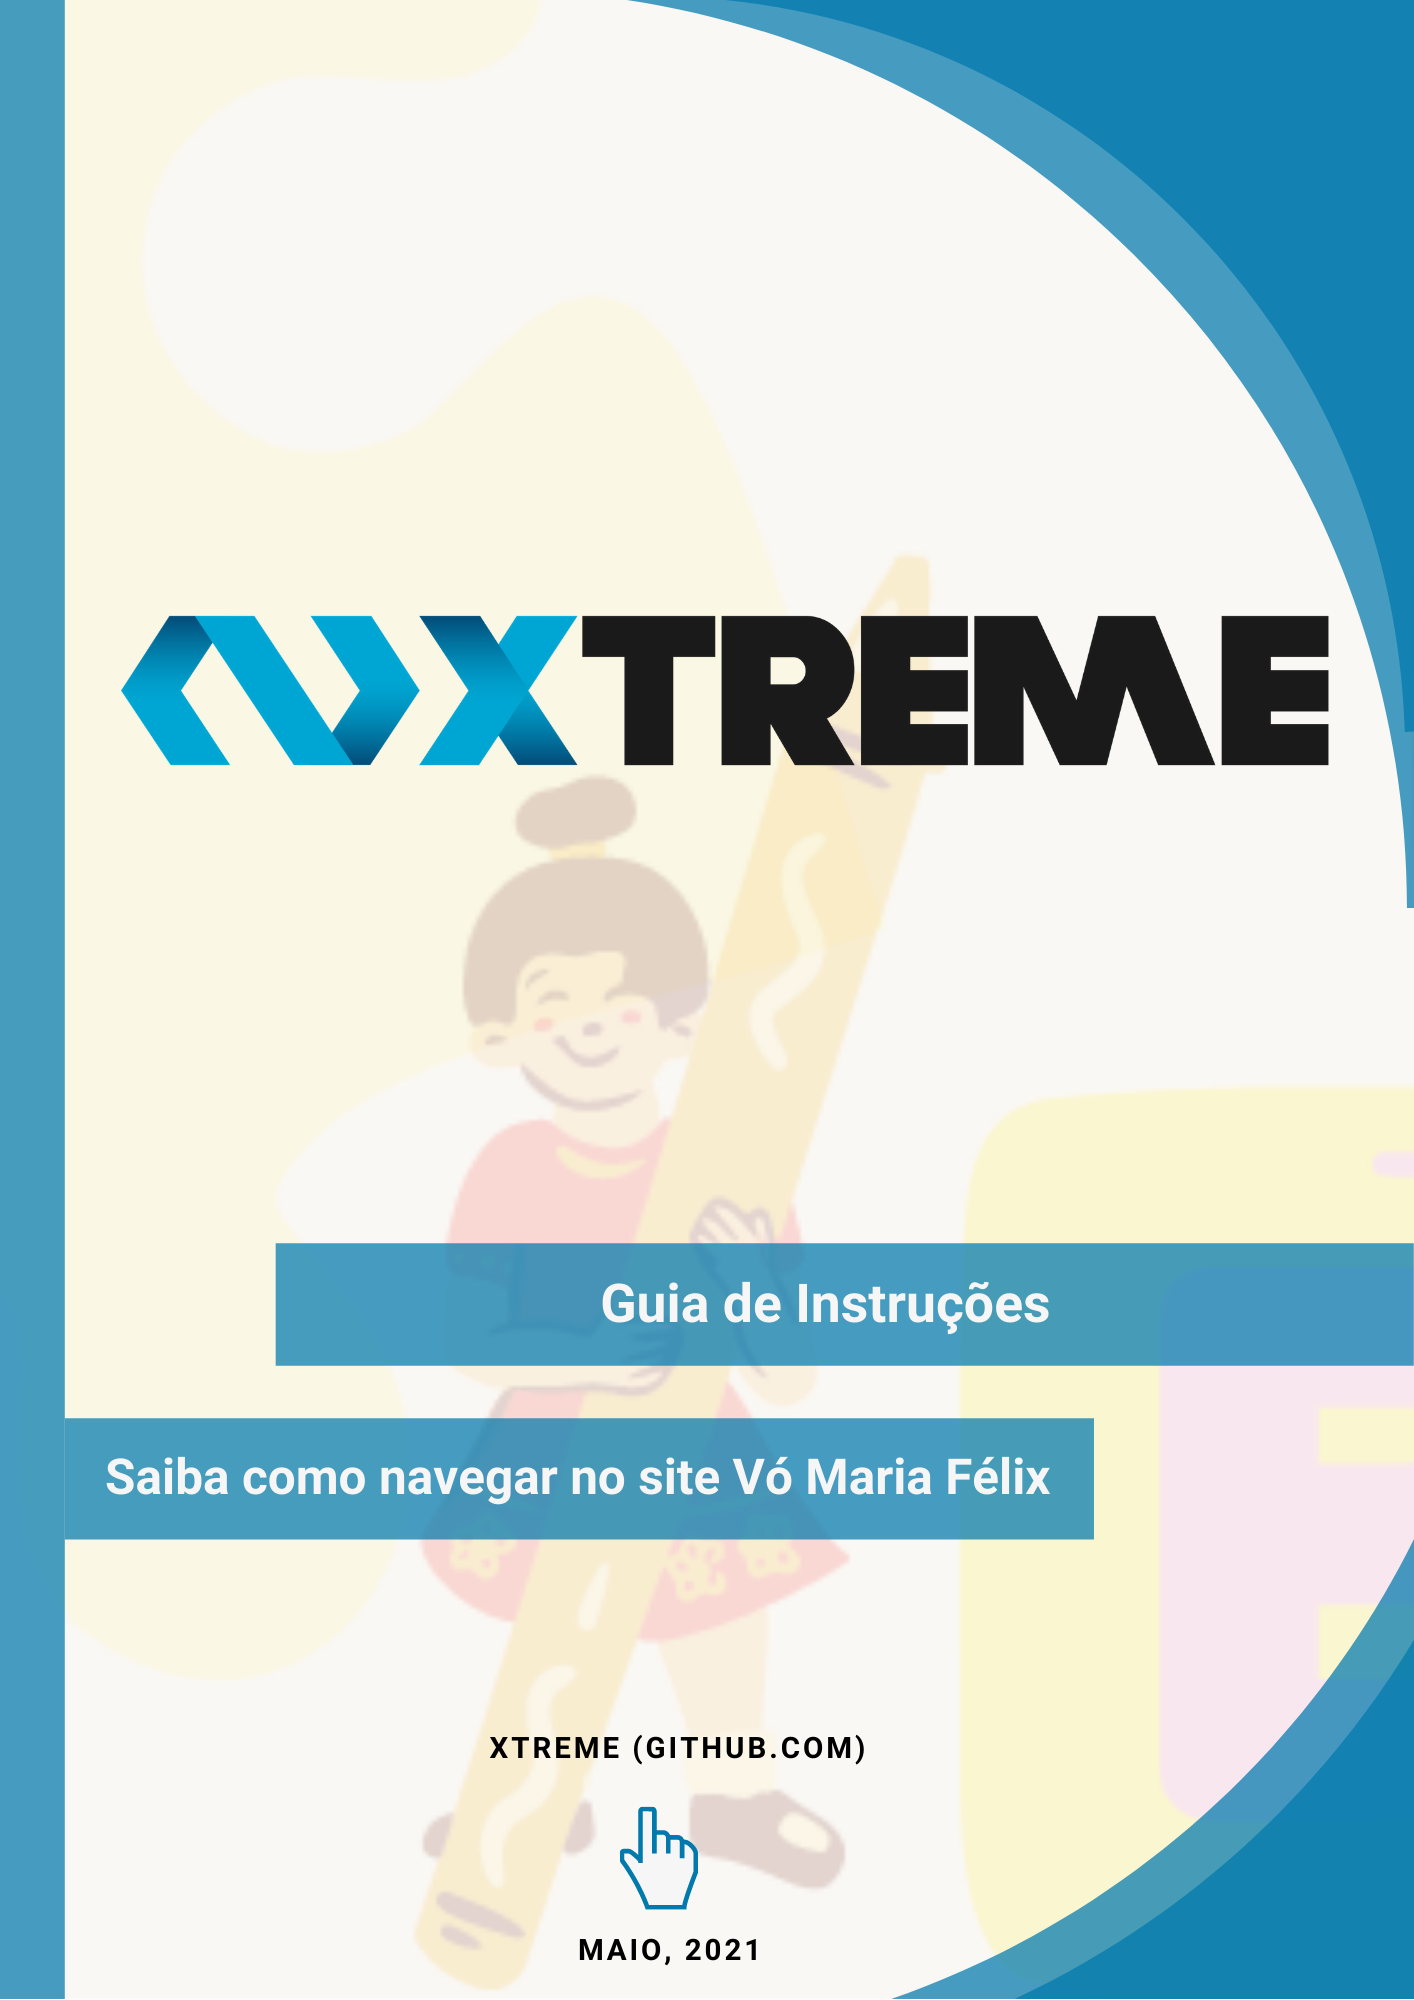 XTREME
Guia de Instruções
Saiba como navegar no site Vó Maria Félix
XTREME (GITHUB.COM)
MAIO, 2021